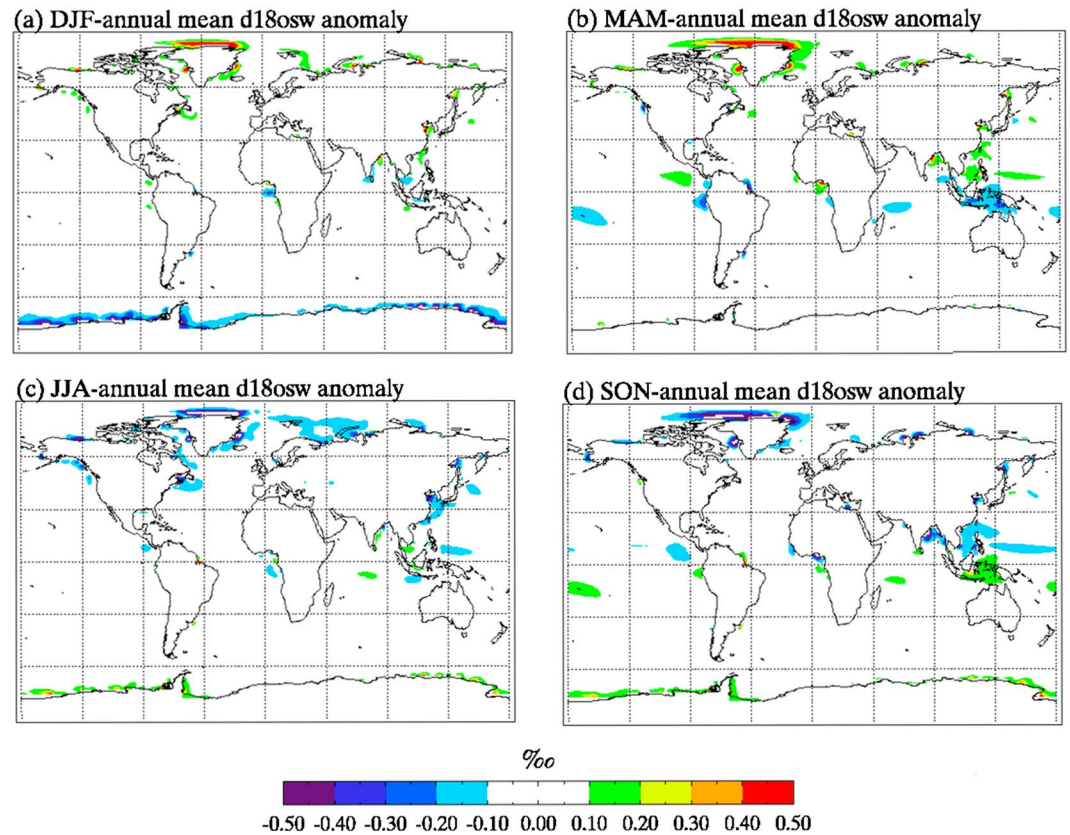 (a) DJF-annual mean d18osw anomaly
(b) MAM-annual mean d18osw anomaly
(c) JJA-annual mean d18osw anomaly
(d) SON-annual mean d18osw anomaly
‰
-0.50 -0.40 -0.30 -0.20 -0.10 0.00 0.10 0.20 0.30 0.40 0.50